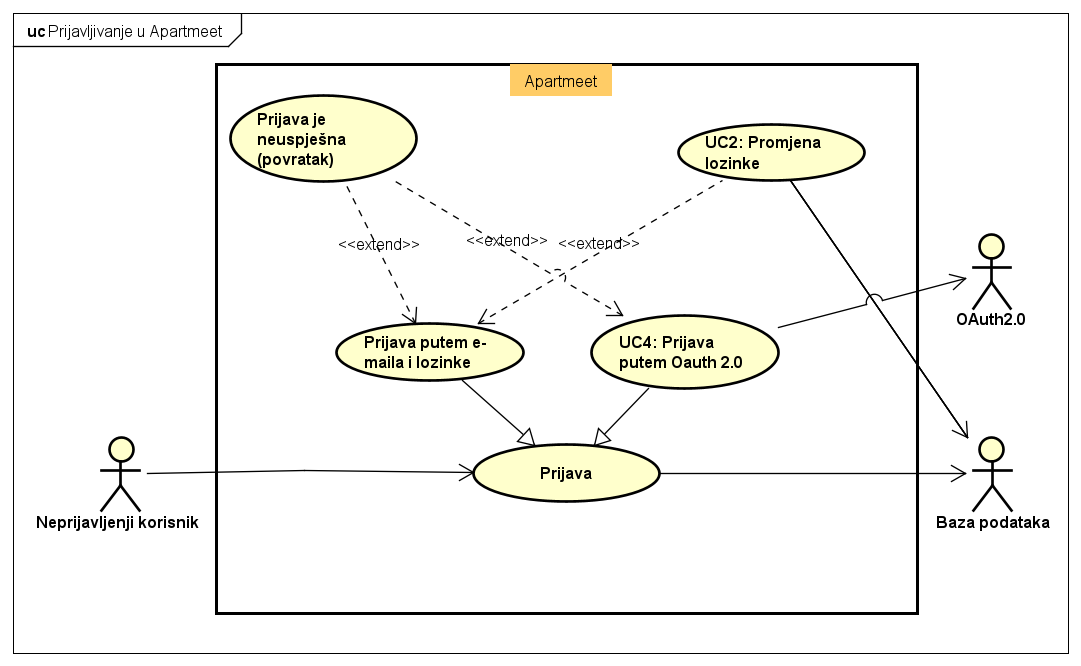 uc Prijavljivanje u Apartmeet
Apartmeet
Prijava je
neuspješna
(povratak)
UC2: Promjena
lozinke
<<extend>>
<<extend>>
<<extend>>
OAuth2.0
Prijava putem e-
maila i lozinke
UC4: Prijava
putem Oauth 2.0
Prijava
Neprijavljenji korisnik
Baza podataka